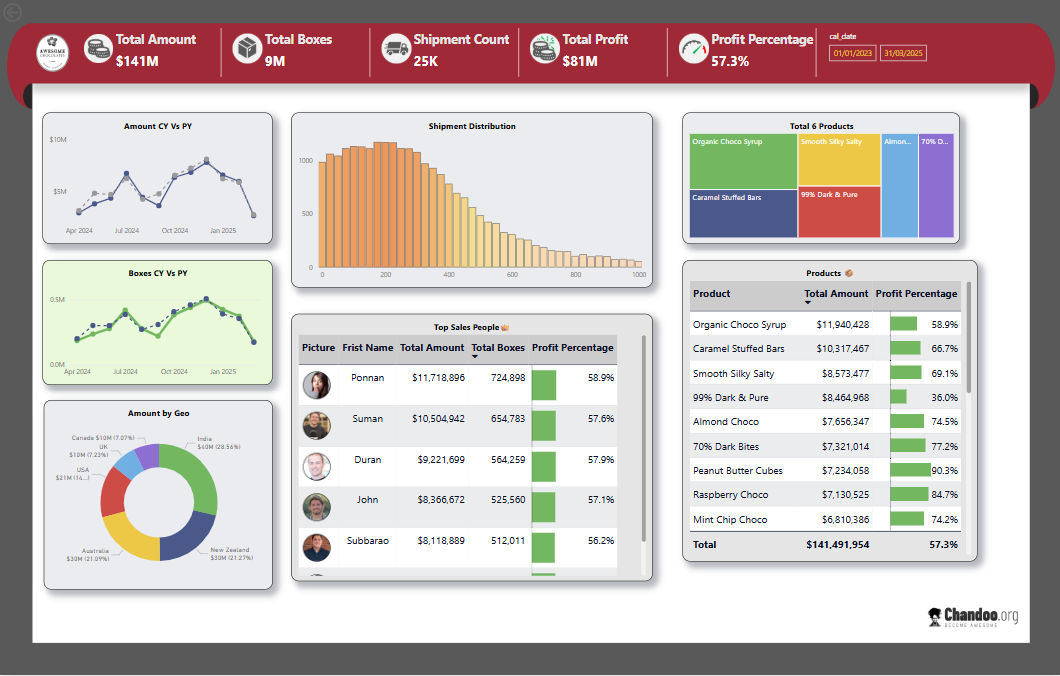 AWESOME
CHOCOLATES
Total Amount
$141M
Total Boxes
9M
Shipment Count
25K
Total Profit
$81M
Profit Percentage
57.3%
cal_date
01/01/2023 31/03/2025
Amount CY Vs PY
$10M
$5M
Apr 2024 Jul 2024 Oct 2024 Jan 2025
Boxes CY Vs PY
0.5M
0.0M
Apr 2024 Jul 2024 Oct 2024 Jan 2025
Amount by Geo
Canada $10M (7.07%)
UK
$10M (7.23%)
USA
$21M (14...)
Australia
$30M (21.09%)
India
$40M (28.56%)
New Zealand
$30M (21.27%)
Shipment Distribution
1000
500
0
0 200 400 600 800 1000
Top Sales People
Picture Frist Name Total Amount Total Boxes Profit Percentage
Ponnan $11,718,896 724,898 58.9%
Suman $10,504,942 654,783 57.6%
Duran $9,221,699 564,259 57.9%
John $8,366,672 525,560 57.1%
Subbarao $8,118,889 512,011 56.2%
Total 6 Products
Organic Choco Syrup
Caramel Stuffed Bars
Smooth Silky Salty
99% Dark & Pure
Almon...
70% D...
Products
Product Total Amount Profit Percentage
Organic Choco Syrup $11,940,428 58.9%
Caramel Stuffed Bars $10,317,467 66.7%
Smooth Silky Salty $8,573,477 69.1%
99% Dark & Pure $8,464,968 36.0%
Almond Choco $7,656,347 74.5%
70% Dark Bites $7,321,014 77.2%
Peanut Butter Cubes $7,234,058 90.3%
Raspberry Choco $7,130,525 84.7%
Mint Chip Choco $6,810,386 74.2%
Total $141,491,954 57.3%
Chandoo.org
BECOME AWESOME